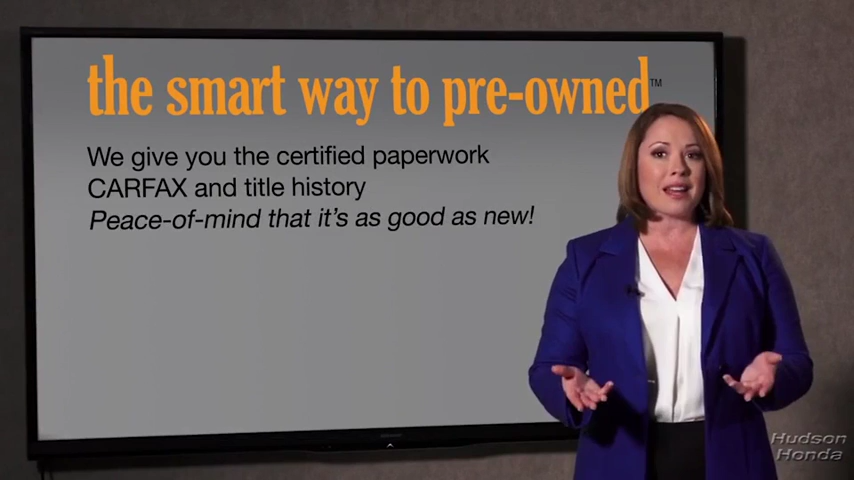 the smart way to pre-owned™
We give you the certified paperwork
CARFAX and title history
Peace-of-mind that it's as good as new!
Hudson
Honda